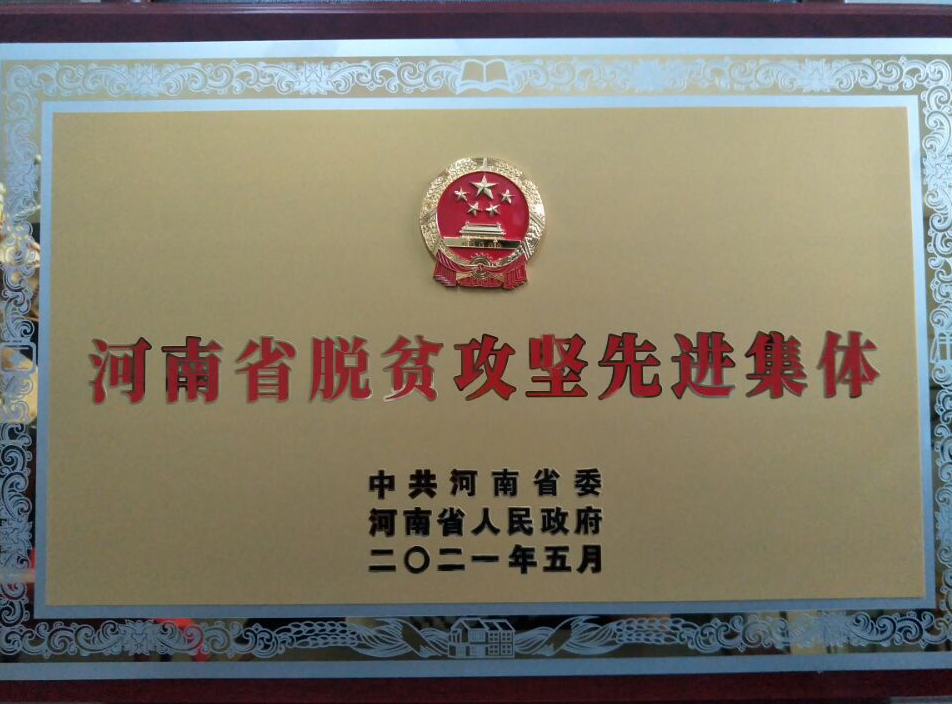 河南省脱贫攻坚先进集体
中共河南省委
河南省人民政府
二〇二一年五月